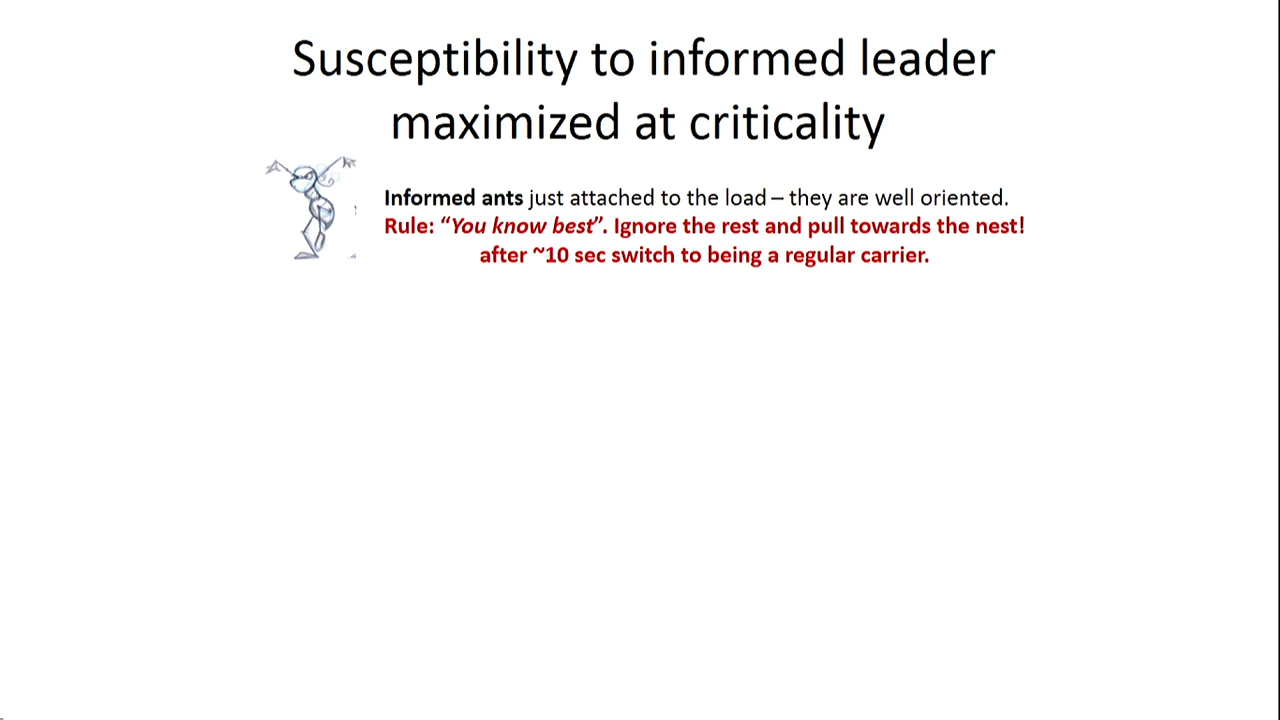 Susceptibility to informed leader
maximized at criticality
Informed ants just attached to the load – they are well oriented.
Rule: “You know best”. Ignore the rest and pull towards the nest!
after ~10 sec switch to being a regular carrier.